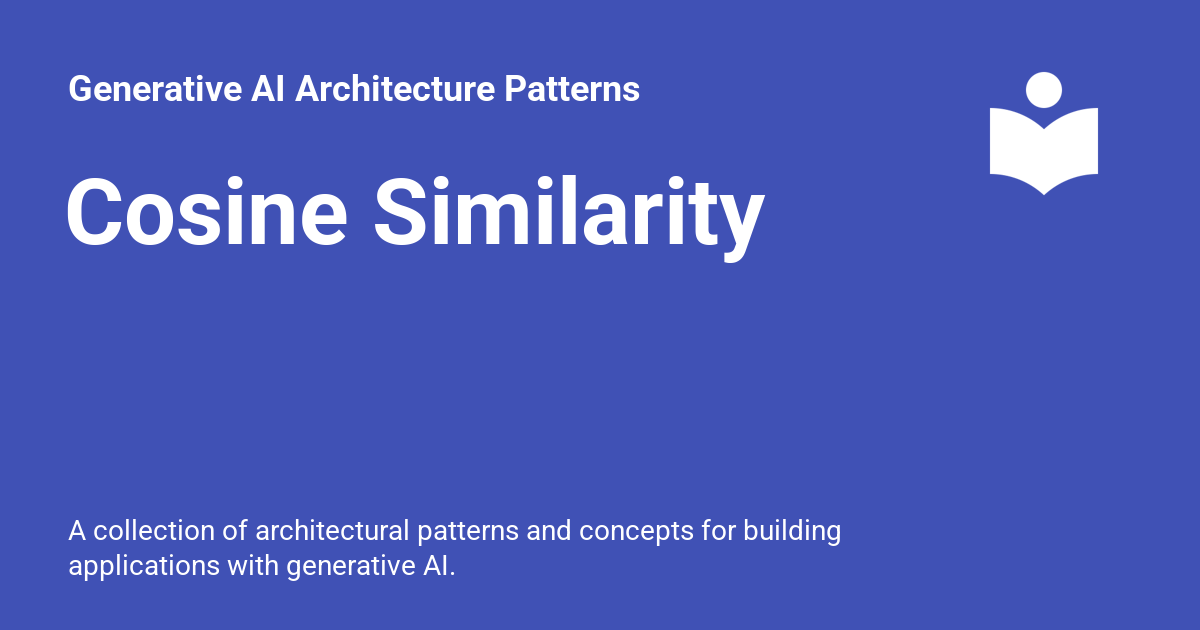 Generative AI Architecture Patterns
Cosine Similarity
A collection of architectural patterns and concepts for building
applications with generative AI.